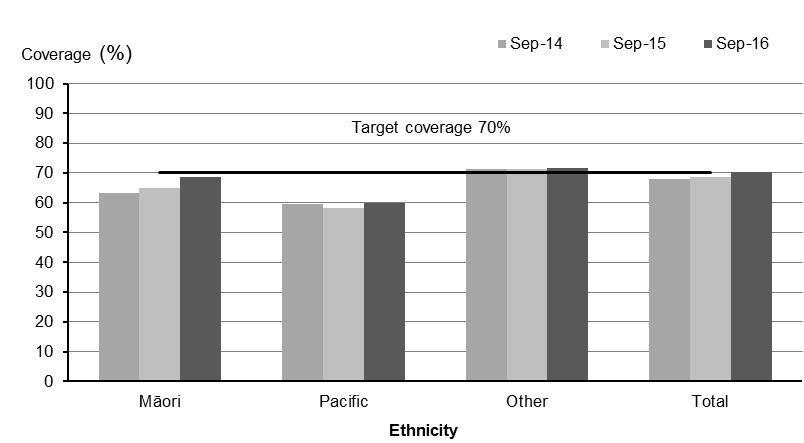 Sep-14 Sep-15 Sep-16
Coverage (%)
100
90
Target coverage 70%
80
70
60
50
40
30
20
10
0
Māori Pacific Other Total
Ethnicity